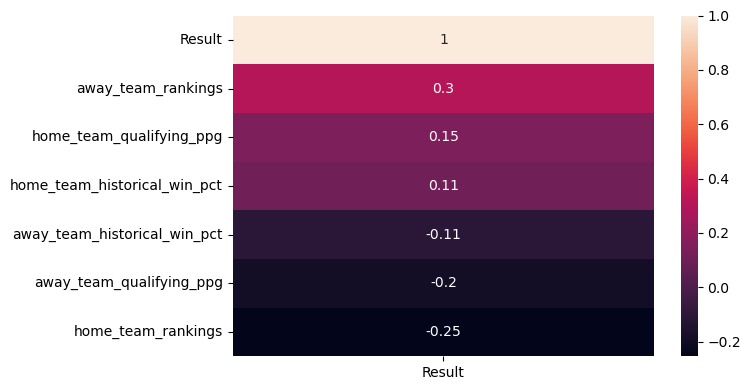 Result
away_team_rankings
home_team_qualifying_ppg
home_team_historical_win_pct
away_team_historical_win_pct
away_team_qualifying_ppg
home_team_rankings
1
0.3
0.15
0.11
-0.11
-0.2
-0.25
Result
1.0
0.8
0.6
0.4
0.2
0.0
−0.2